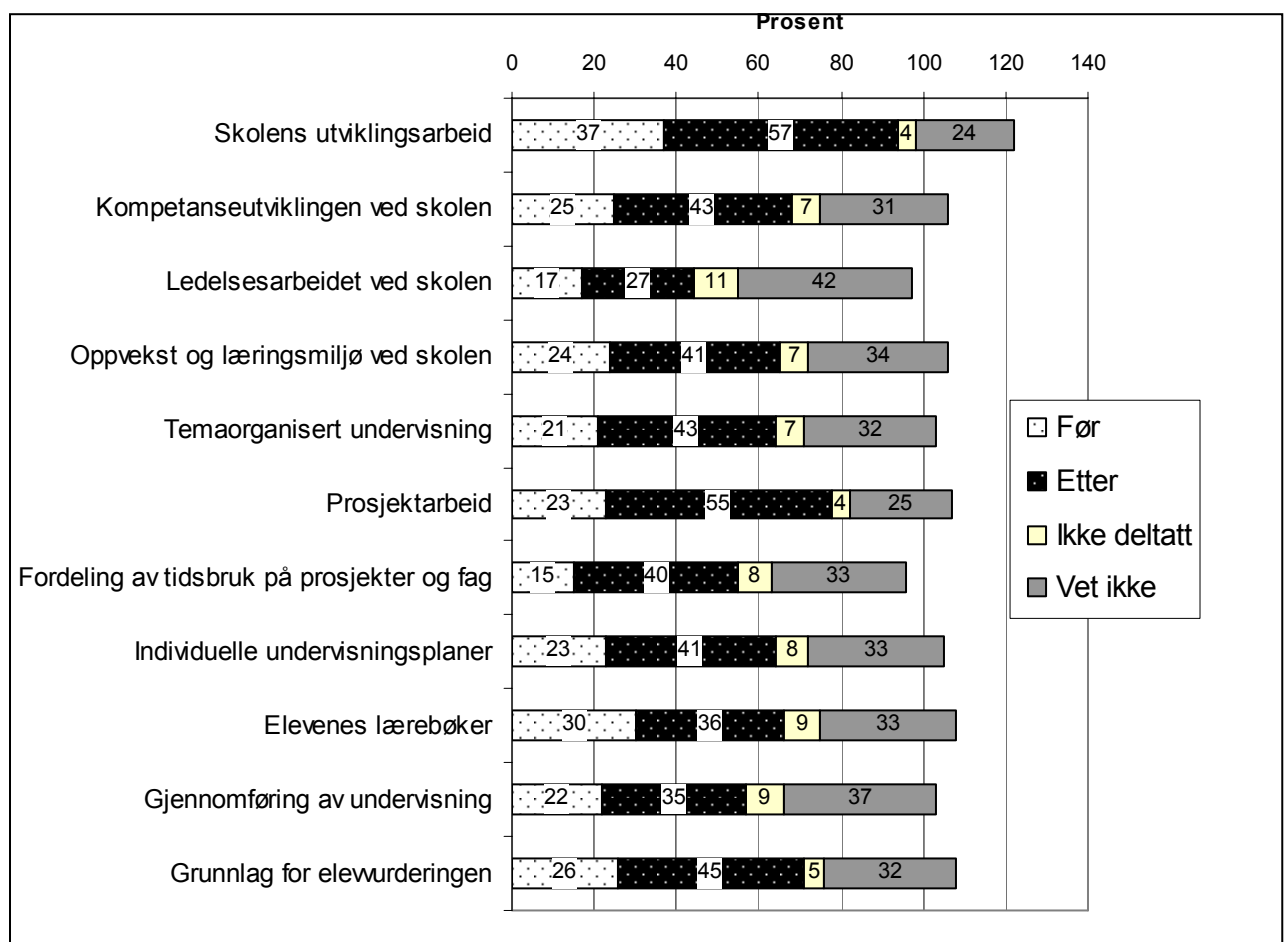 Prosent
0 20 40 60 80 100 120 140
Skolens utviklingsarbeid 37 57 4 24
Kompetanseutviklingen ved skolen 25 43 7 31
Ledelsesarbeidet ved skolen 17 27 11 42
Oppvekst og læringsmiljø ved skolen 24 41 7 34
Temaorganisert undervisning 21 43 7 32
Prosjektarbeid 23 55 4 25
Fordeling av tidsbruk på prosjekter og fag 15 40 8 33
Individuelle undervisningsplaner 23 41 8 33
Elevenes lærebøker 30 36 9 33
Gjennomføring av undervisning 22 35 9 37
Grunnlag for elevvurderingen 26 45 5 32
Før
Etter
Ikke deltatt
Vet ikke